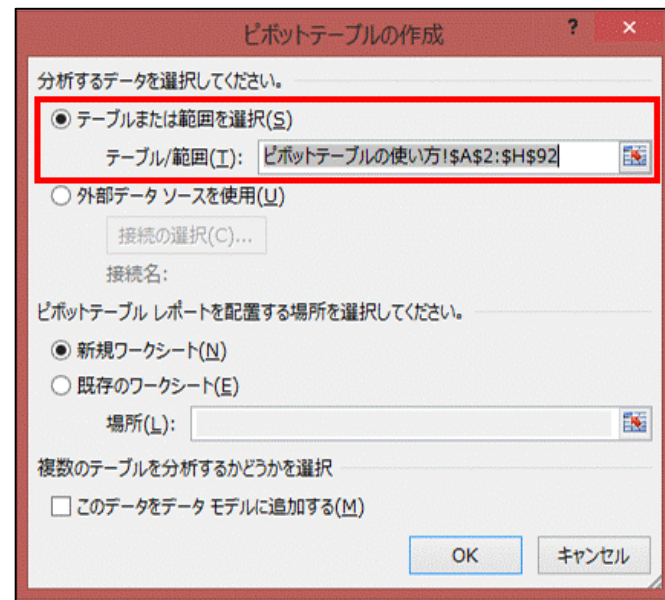 ピボットテーブルの作成 ? ×
分析するデータを選択してください。
テーブルまたは範囲を選択(S)
テーブル/範囲(T): ピボットテーブルの使い方!$A$2:$H$92
外部データ ソースを使用(U)
接続の選択(C)...
接続名:
ピボットテーブル レポートを配置する場所を選択してください。
新規ワークシート(N)
既存のワークシート(E)
場所(L):
複数のテーブルを分析するかどうかを選択
このデータをデータ モデルに追加する(M)
OK キャンセル